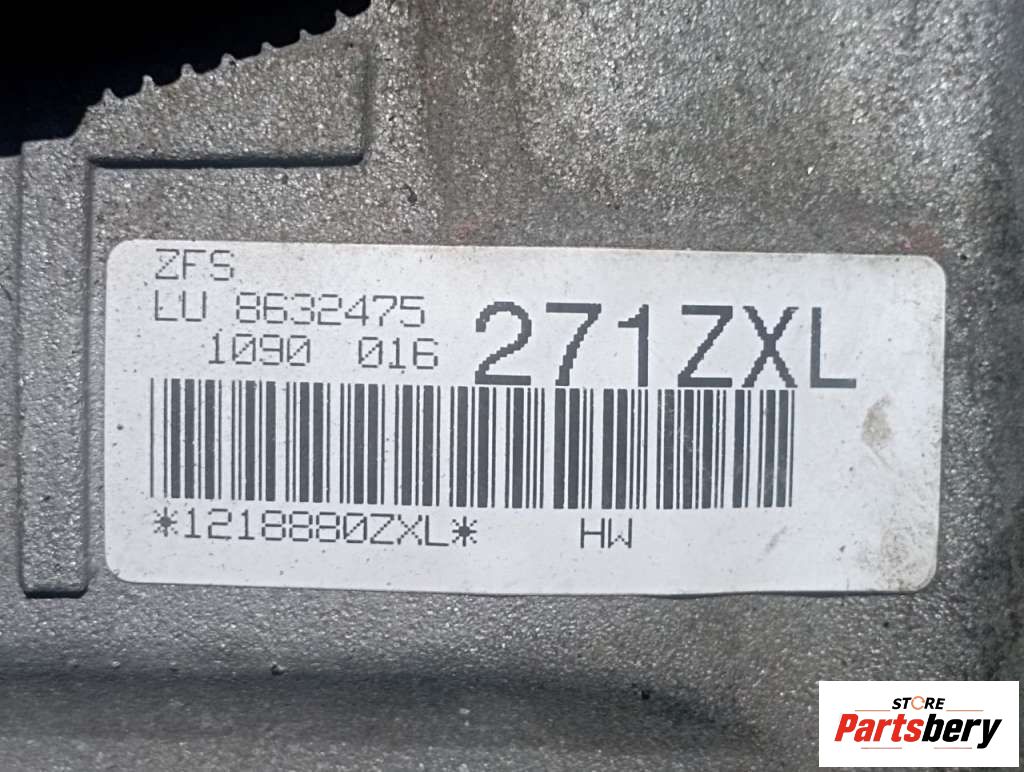 ZFS
LU 8632475
1090 016
271ZXL
*1218880ZXL* HW
STORE
Partsbery